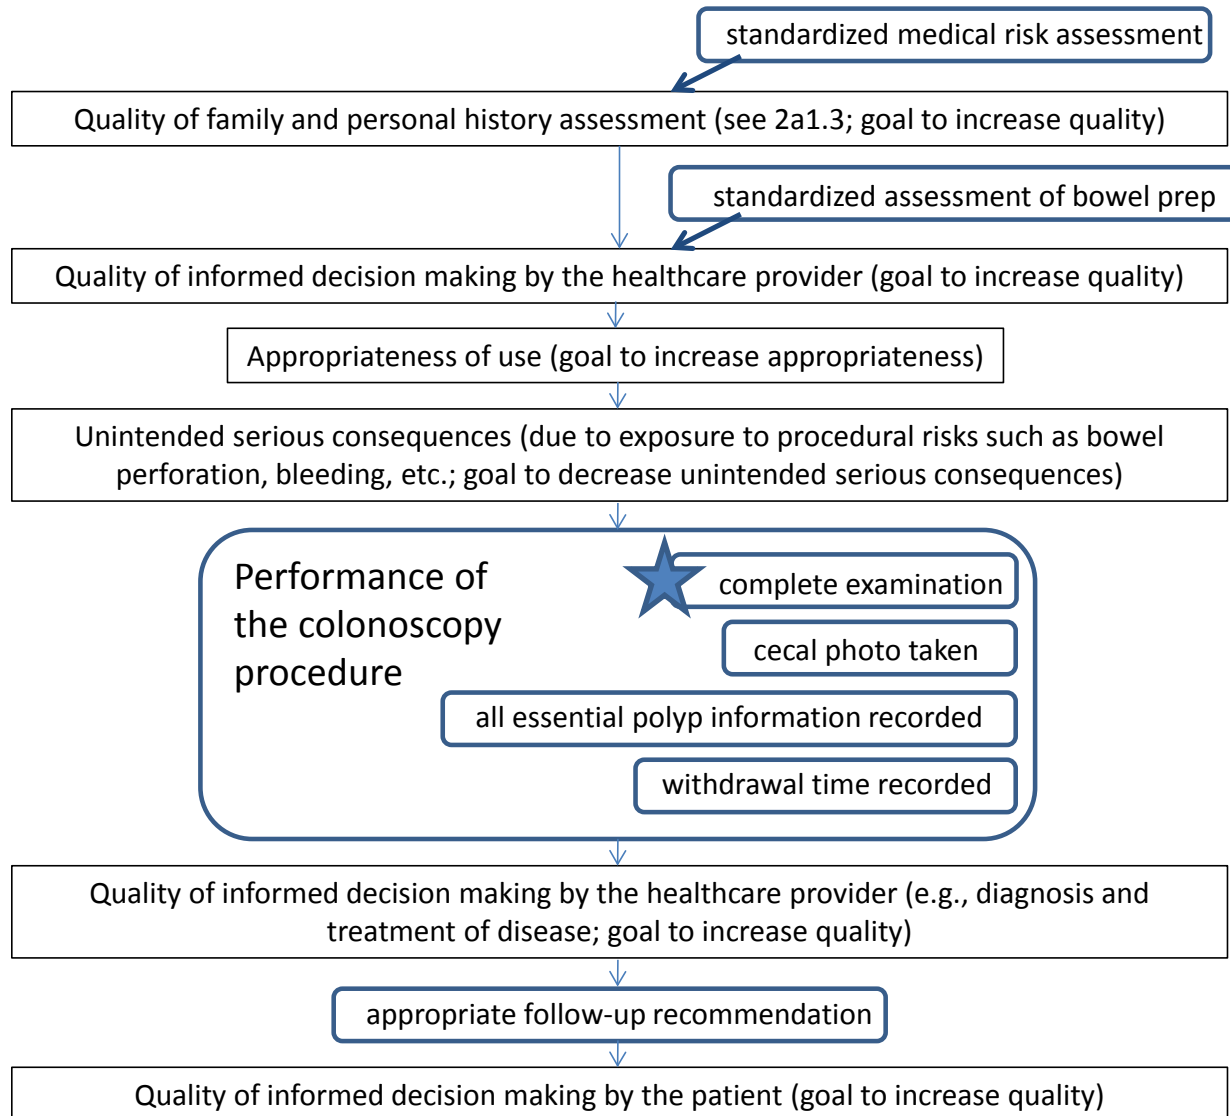 standardized medical risk assessment
Quality of family and personal history assessment (see 2a1.3; goal to increase quality)
standardized assessment of bowel prep
Quality of informed decision making by the healthcare provider (goal to increase quality)
Appropriateness of use (goal to increase appropriateness)
Unintended serious consequences (due to exposure to procedural risks such as bowel
perforation, bleeding, etc.; goal to decrease unintended serious consequences)
Performance of
the colonoscopy
procedure
complete examination
cecal photo taken
all essential polyp information recorded
withdrawal time recorded
Quality of informed decision making by the healthcare provider (e.g., diagnosis and
treatment of disease; goal to increase quality)
appropriate follow-up recommendation
Quality of informed decision making by the patient (goal to increase quality)